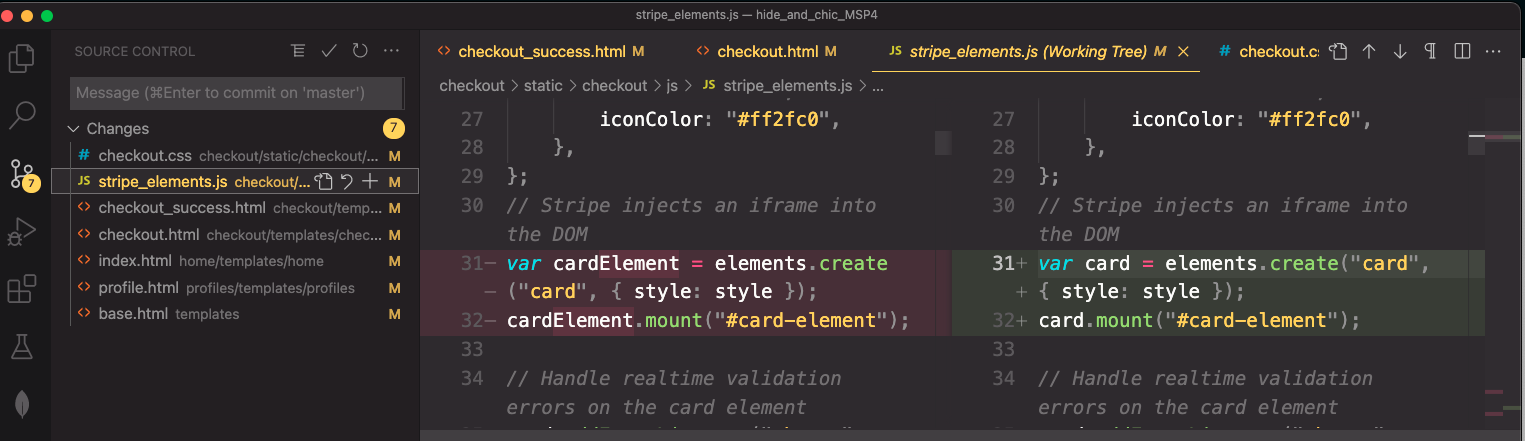 stripe_elements.js — hide_and_chic_MSP4
SOURCE CONTROL
Message (⌘Enter to commit on 'master')
Changes 7
7
# checkout.css checkout/static/checkout/... M
JS stripe_elements.js checkout/... M
<> checkout_success.html checkout/temp... M
<> checkout.html checkout/templates/chec... M
<> index.html home/templates/home M
<> profile.html profiles/templates/profiles M
<> base.html templates M
<> checkout_success.html M <> checkout.html M JS stripe_elements.js (Working Tree) M × # checkout.cs
checkout > static > checkout > js > JS stripe_elements.js > ...
27 iconColor: "#ff2fc0",
28 },
29 };
30 // Stripe injects an iframe into
the DOM
31− var cardElement = elements.create
− ("card", { style: style });
32− cardElement.mount("#card-element");
33
34 // Handle realtime validation
errors on the card element
27 iconColor: "#ff2fc0",
28 },
29 };
30 // Stripe injects an iframe into
the DOM
31+ var card = elements.create("card",
+ { style: style });
32+ card.mount("#card-element");
33
34 // Handle realtime validation
errors on the card element